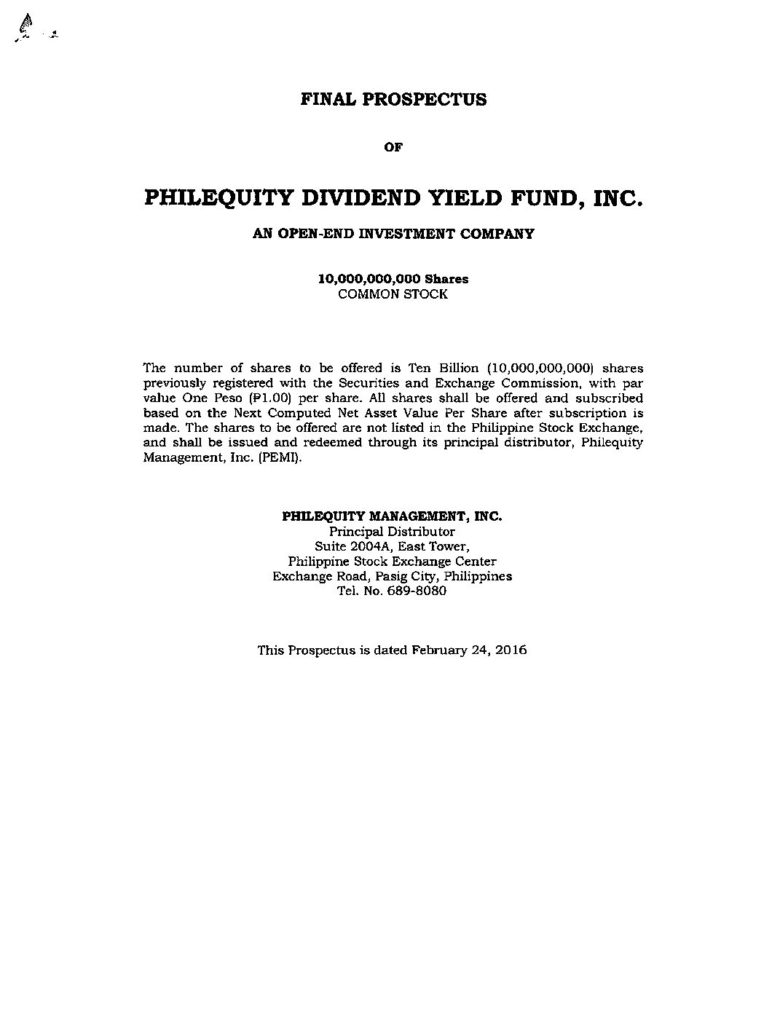 FINAL PROSPECTUS
OF
PHILEQUITY DIVIDEND YIELD FUND, INC.
AN OPEN-END INVESTMENT COMPANY
10,000,000,000 Shares
COMMON STOCK
The number of shares to be offered is Ten Billion (10,000,000,000) shares
previously registered with the Securities and Exchange Commission, with par
value One Peso (₱1.00) per share. All shares shall be offered and subscribed
based on the Next Computed Net Asset Value Per Share after subscription is
made. The shares to be offered are not listed in the Philippine Stock Exchange,
and shall be issued and redeemed through its principal distributor, Philequity
Management, Inc. (PEMI).
PHILEQUITY MANAGEMENT, INC.
Principal Distributor
Suite 2004A, East Tower,
Philippine Stock Exchange Center
Exchange Road, Pasig City, Philippines
Tel. No. 689-8080
This Prospectus is dated February 24, 2016